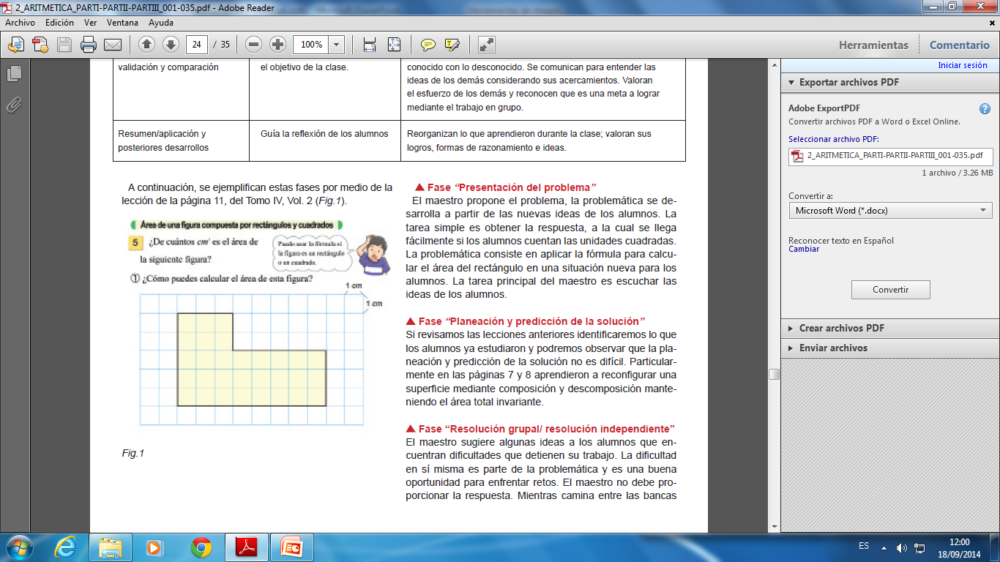 2_ARITMETICA_PARTI-PARTII-PARTIII_001-035.pdf - Adobe Reader
Archivo Edición Ver Ventana Ayuda
24 / 35 100% Herramientas Comentario
validación y comparación
el objetivo de la clase.
conocido con lo desconocido. Se comunican para entender las
ideas de los demás considerando sus acercamientos. Valoran
el esfuerzo de los demás y reconocen que es una meta a lograr
mediante el trabajo en grupo.
Resumen/aplicación y
posteriores desarrollos
Guía la reflexión de los alumnos
Reorganizan lo que aprendieron durante la clase; valoran sus
logros, formas de razonamiento e ideas.
A continuación, se ejemplifican estas fases por medio de la
lección de la página 11, del Tomo IV, Vol. 2 (Fig.1).
Área de una figura compuesta por rectángulos y cuadrados
5 ¿De cuántos cm² es el área de
la siguiente figura?
Puedo usar la fórmula si
la figura es un rectángulo
o un cuadrado.
① ¿Cómo puedes calcular el área de esta figura?
1 cm
1 cm
Fig.1
▲ Fase “Presentación del problema”
El maestro propone el problema, la problemática se de-
sarrolla a partir de las nuevas ideas de los alumnos. La
tarea simple es obtener la respuesta, a la cual se llega
fácilmente si los alumnos cuentan las unidades cuadradas.
La problemática consiste en aplicar la fórmula para calcu-
lar el área del rectángulo en una situación nueva para los
alumnos. La tarea principal del maestro es escuchar las
ideas de los alumnos.
▲ Fase “Planeación y predicción de la solución”
Si revisamos las lecciones anteriores identificaremos lo que
los alumnos ya estudiaron y podremos observar que la pla-
neación y predicción de la solución no es difícil. Particular-
mente en las páginas 7 y 8 aprendieron a reconfigurar una
superficie mediante composición y descomposición mante-
niendo el área total invariante.
▲ Fase “Resolución grupal/ resolución independiente”
El maestro sugiere algunas ideas a los alumnos que en-
cuentran dificultades que detienen su trabajo. La dificultad
en sí misma es parte de la problemática y es una buena
oportunidad para enfrentar retos. El maestro no debe pro-
porcionar la respuesta. Mientras camina entre las bancas
Iniciar sesión
Exportar archivos PDF
Adobe ExportPDF
Convertir archivos PDF a Word o Excel Online.
Seleccionar archivo PDF:
2_ARITMETICA_PARTI-PARTII-PARTIII_001-035.pdf
1 archivo / 3.26 MB
Convertir a:
Microsoft Word (*.docx)
Reconocer texto en Español
Cambiar
Convertir
Crear archivos PDF
Enviar archivos
ES
12:00
18/09/2014